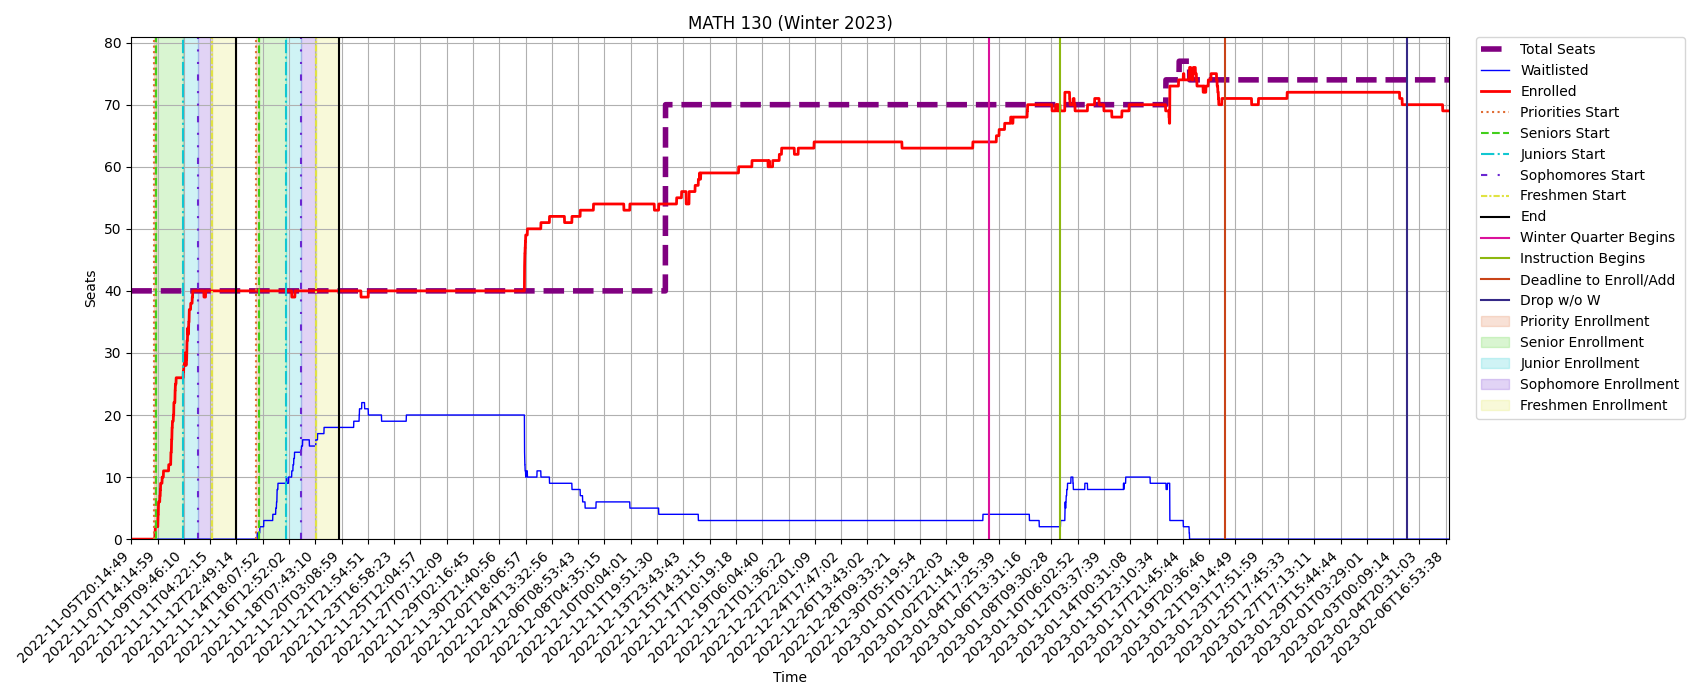 MATH 130 (Winter 2023)
80
70
60
50
40
30
20
10
0
Seats
2022-11-05T20:14:49
2022-11-07T14:14:59
2022-11-09T09:46:10
2022-11-11T04:22:15
2022-11-12T22:49:14
2022-11-14T18:07:52
2022-11-16T12:52:02
2022-11-18T07:43:10
2022-11-20T03:08:59
2022-11-21T21:54:51
2022-11-23T16:58:23
2022-11-25T12:04:57
2022-11-27T07:12:09
2022-11-29T02:16:45
2022-11-30T21:40:56
2022-12-02T18:06:57
2022-12-04T13:32:56
2022-12-06T08:53:43
2022-12-08T04:35:15
2022-12-10T00:04:01
2022-12-11T19:51:30
2022-12-13T23:43:43
2022-12-15T14:31:15
2022-12-17T10:19:18
2022-12-19T06:04:40
2022-12-21T01:36:22
2022-12-22T22:01:09
2022-12-24T17:47:02
2022-12-26T13:43:02
2022-12-28T09:33:21
2022-12-30T05:19:54
2023-01-01T01:22:03
2023-01-02T21:14:18
2023-01-04T17:25:39
2023-01-06T13:31:16
2023-01-08T09:30:28
2023-01-10T06:02:52
2023-01-12T03:37:39
2023-01-14T00:31:08
2023-01-15T23:10:34
2023-01-17T21:45:44
2023-01-19T20:36:46
2023-01-21T19:14:49
2023-01-23T17:51:59
2023-01-25T17:45:33
2023-01-27T17:13:11
2023-01-29T15:44:44
2023-02-01T03:29:01
2023-02-03T00:09:14
2023-02-04T20:31:03
2023-02-06T16:53:38
Time
Total Seats
Waitlisted
Enrolled
Priorities Start
Seniors Start
Juniors Start
Sophomores Start
Freshmen Start
End
Winter Quarter Begins
Instruction Begins
Deadline to Enroll/Add
Drop w/o W
Priority Enrollment
Senior Enrollment
Junior Enrollment
Sophomore Enrollment
Freshmen Enrollment